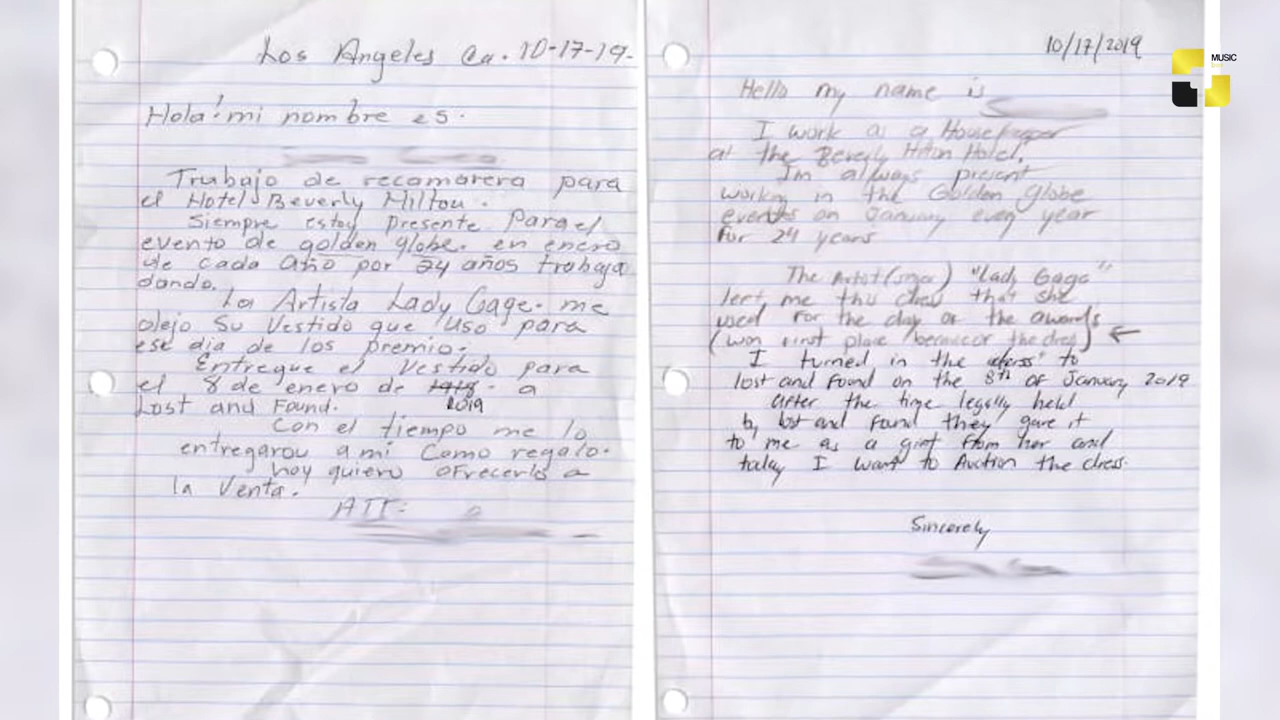 Los Angeles Ca. 10-17-19-
Hola! mi nombre es.
Trabajo de recamarera para
el Hotel Beverly Hiltou.
Siempre estoy presente para el
evento de golden globe. en enero
de cada año por 24 años trabaja
dando.
La Artista Lady Gage. me
dejo su vestido que uso para
ese dia de los premio.
Entregue el vestido para
el 8 de enero de a
2019
Lost and Found.
Con el tiempo me lo
entregarou a mi Como regalo.
hoy quiero ofrecerlo a
la venta.
ATT:
10/17/2019
MUSIC
Hello my name is
I work as a Housekeeper
at the Beverly Hilton Hotel.
Im always present
working in the Golden Globe
events on January every year
For 24 years
The Artist (singer) "Lady Gaga"
left me this dress that she
used for the day of the awards
(won first place because of the dress)
I turned in the dress" to
lost and found on the 8th of January 2019
after the time legally held
by lost and found they gave it
to me as a gift from her and
today I want to Auction the dress.
Sincerely